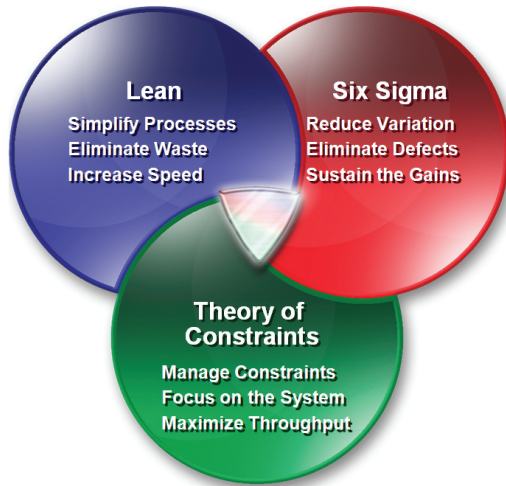 Lean
Simplify Processes
Eliminate Waste
Increase Speed
Six Sigma
Reduce Variation
Eliminate Defects
Sustain the Gains
Theory of
Constraints
Manage Constraints
Focus on the System
Maximize Throughput